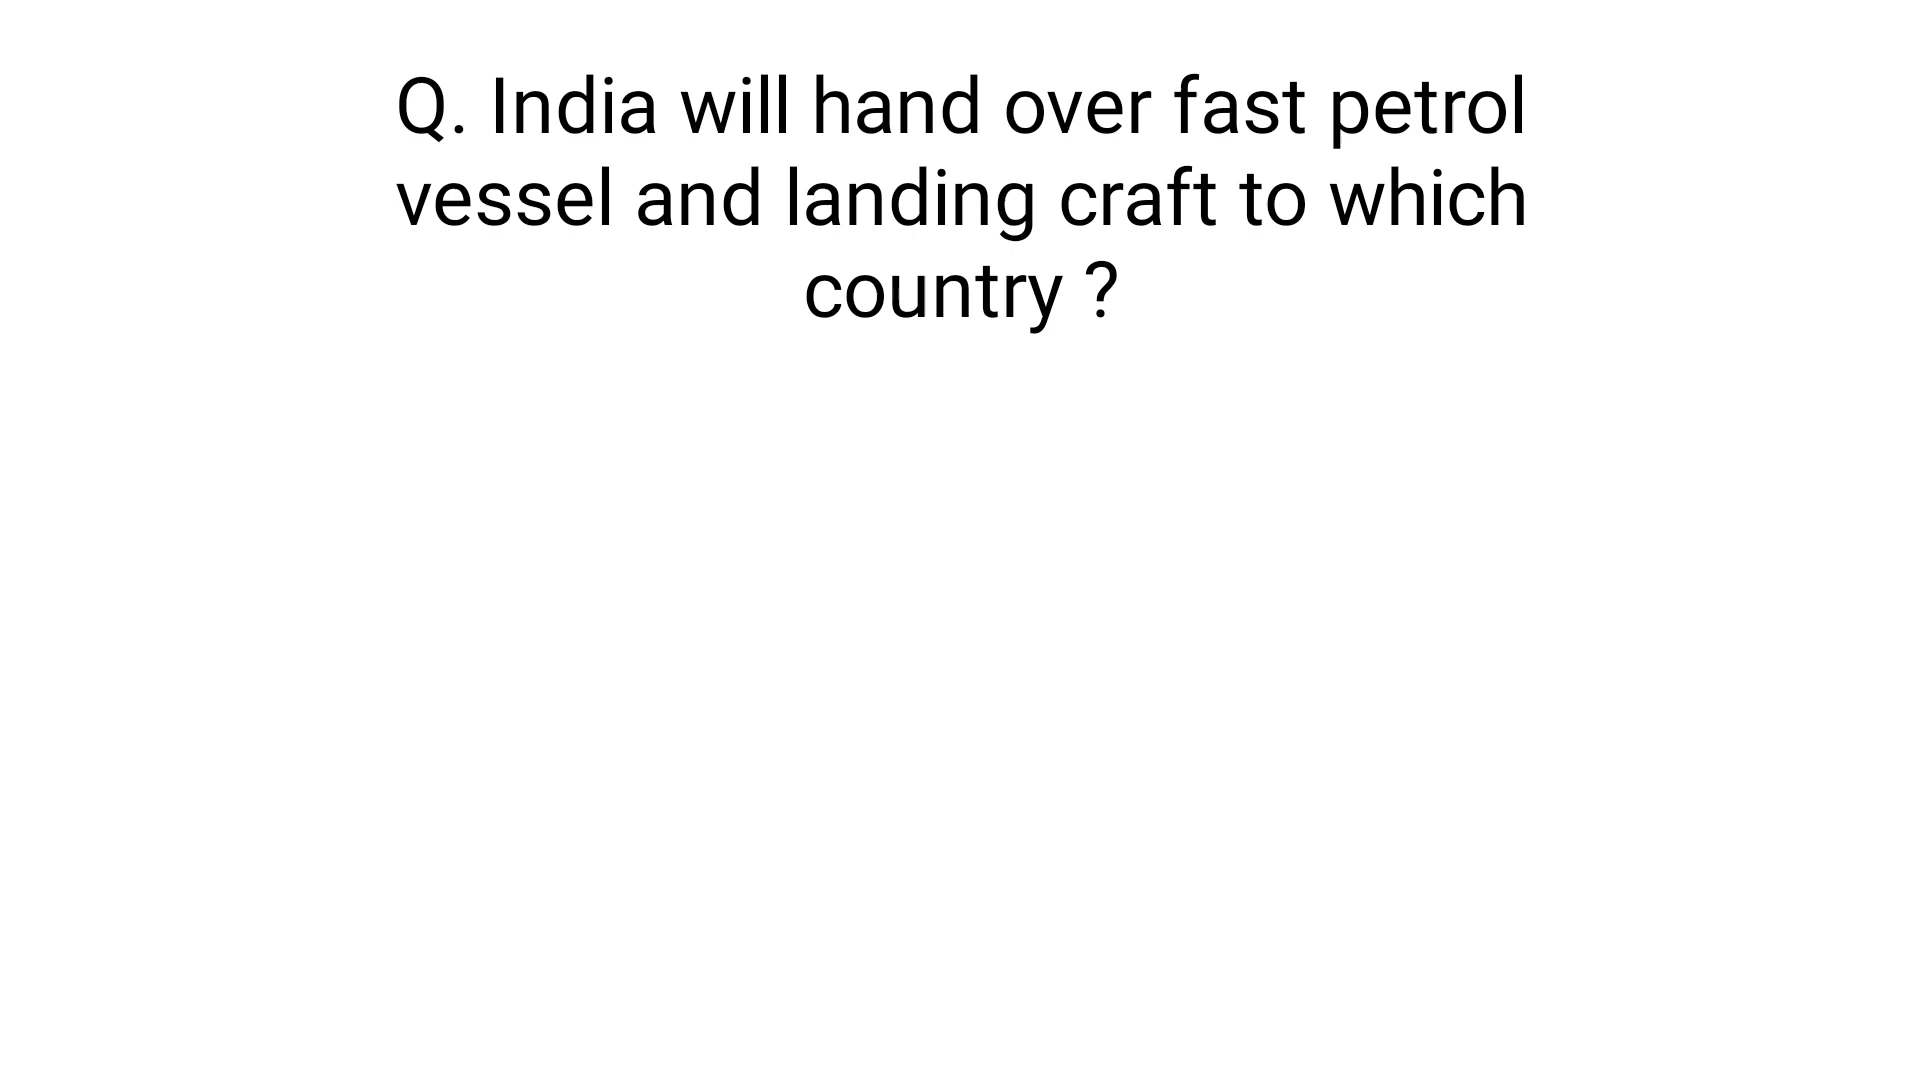 Q. India will hand over fast petrol
vessel and landing craft to which
country ?